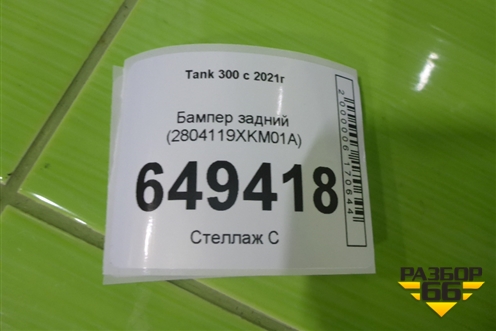 Tank 300 с 2021г
Бампер задний
(2804119XKM01A)
649418
Стеллаж С
2000006170644
РАЗБОР
66